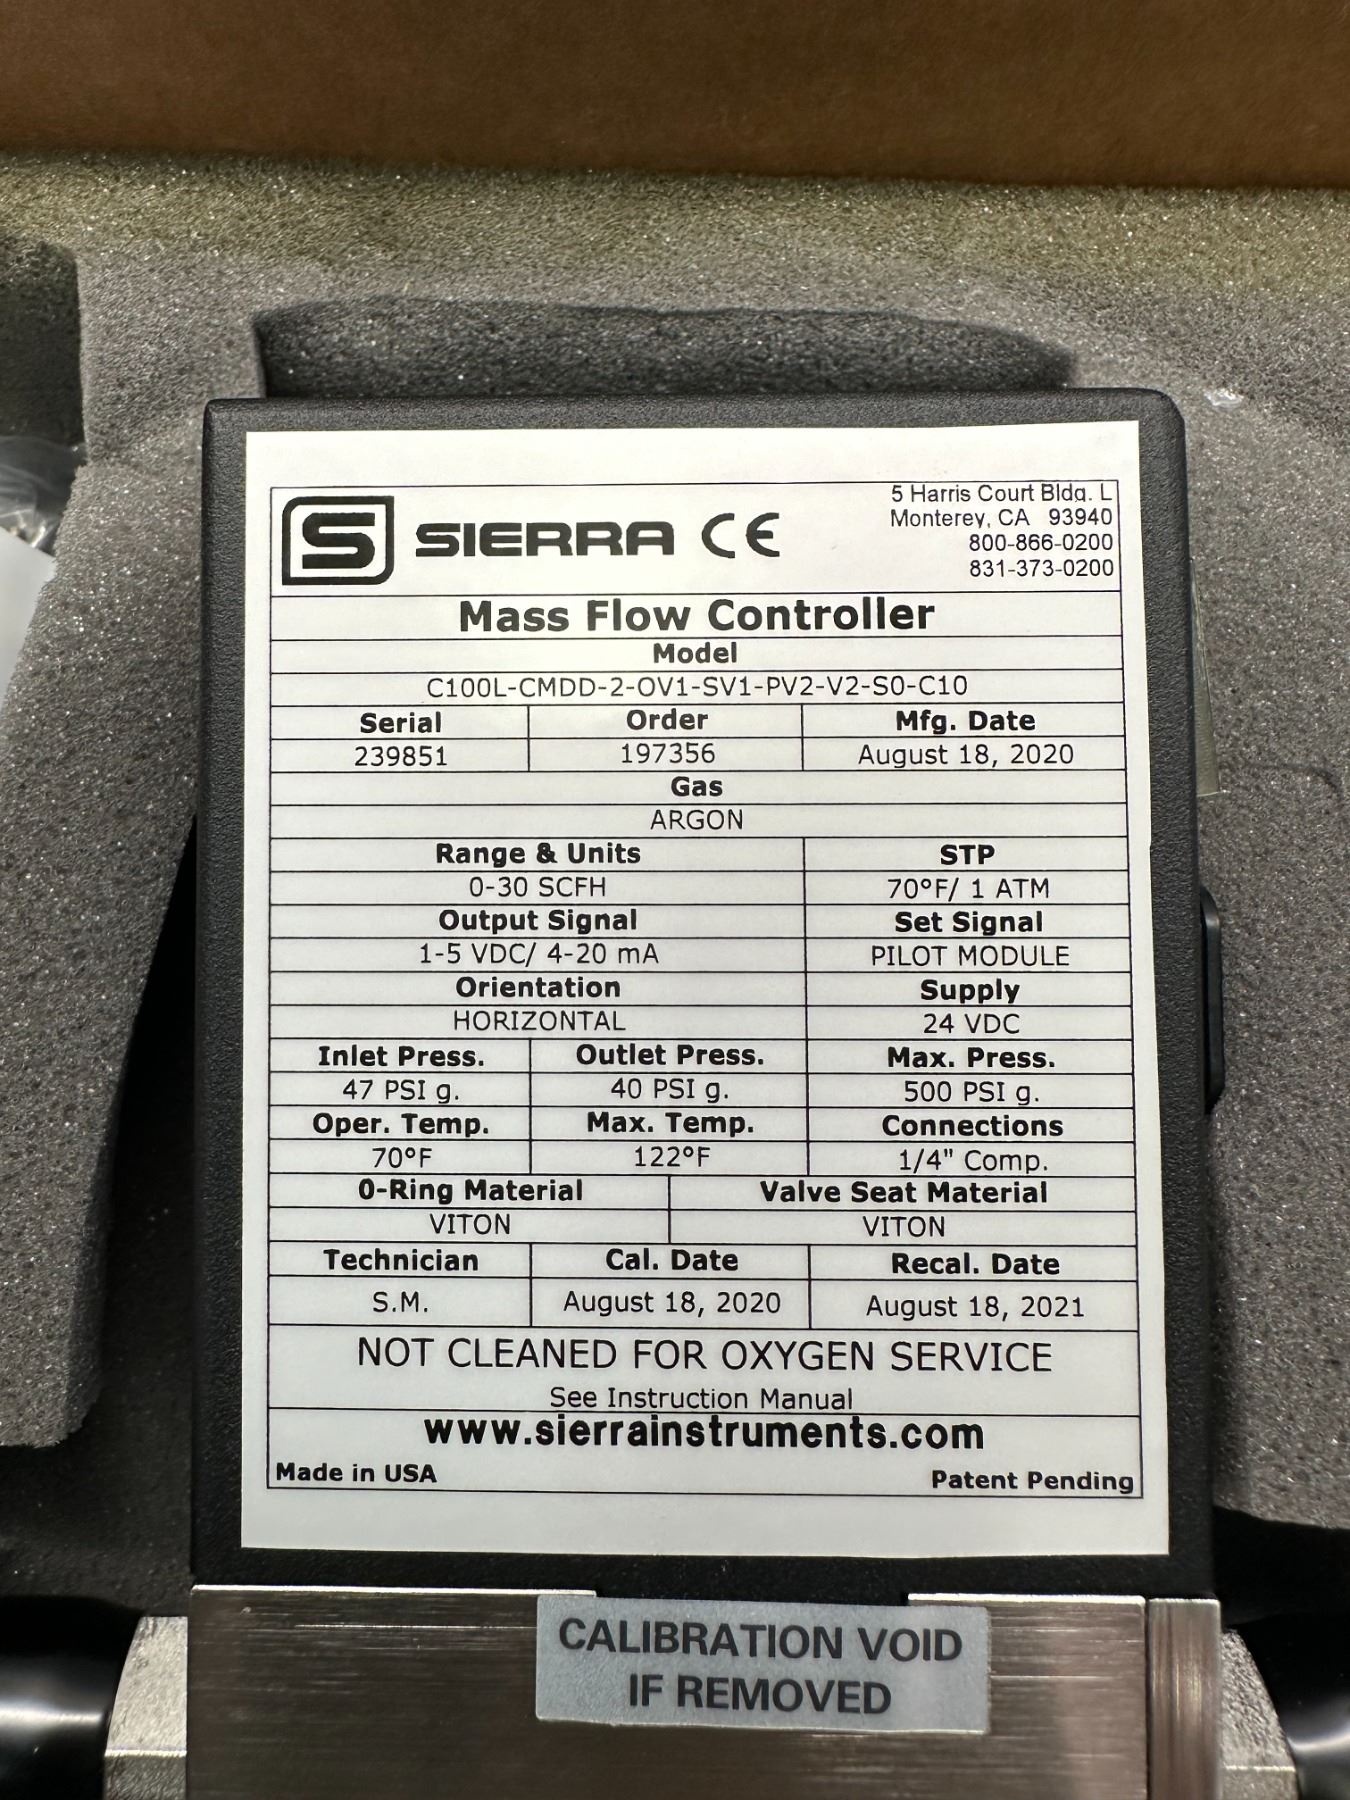 S SIERRA CE
5 Harris Court Bldg. L
Monterey, CA 93940
800-866-0200
831-373-0200
Mass Flow Controller
Model
C100L-CMDD-2-OV1-SV1-PV2-V2-S0-C10
Serial Order Mfg. Date
239851 197356 August 18, 2020
Gas
ARGON
Range & Units STP
0-30 SCFH 70°F/ 1 ATM
Output Signal Set Signal
1-5 VDC/ 4-20 mA PILOT MODULE
Orientation Supply
HORIZONTAL 24 VDC
Inlet Press. Outlet Press. Max. Press.
47 PSI g. 40 PSI g. 500 PSI g.
Oper. Temp. Max. Temp. Connections
70°F 122°F 1/4" Comp.
0-Ring Material Valve Seat Material
VITON VITON
Technician Cal. Date Recal. Date
S.M. August 18, 2020 August 18, 2021
NOT CLEANED FOR OXYGEN SERVICE
See Instruction Manual
www.sierrainstruments.com
Made in USA Patent Pending
CALIBRATION VOID
IF REMOVED